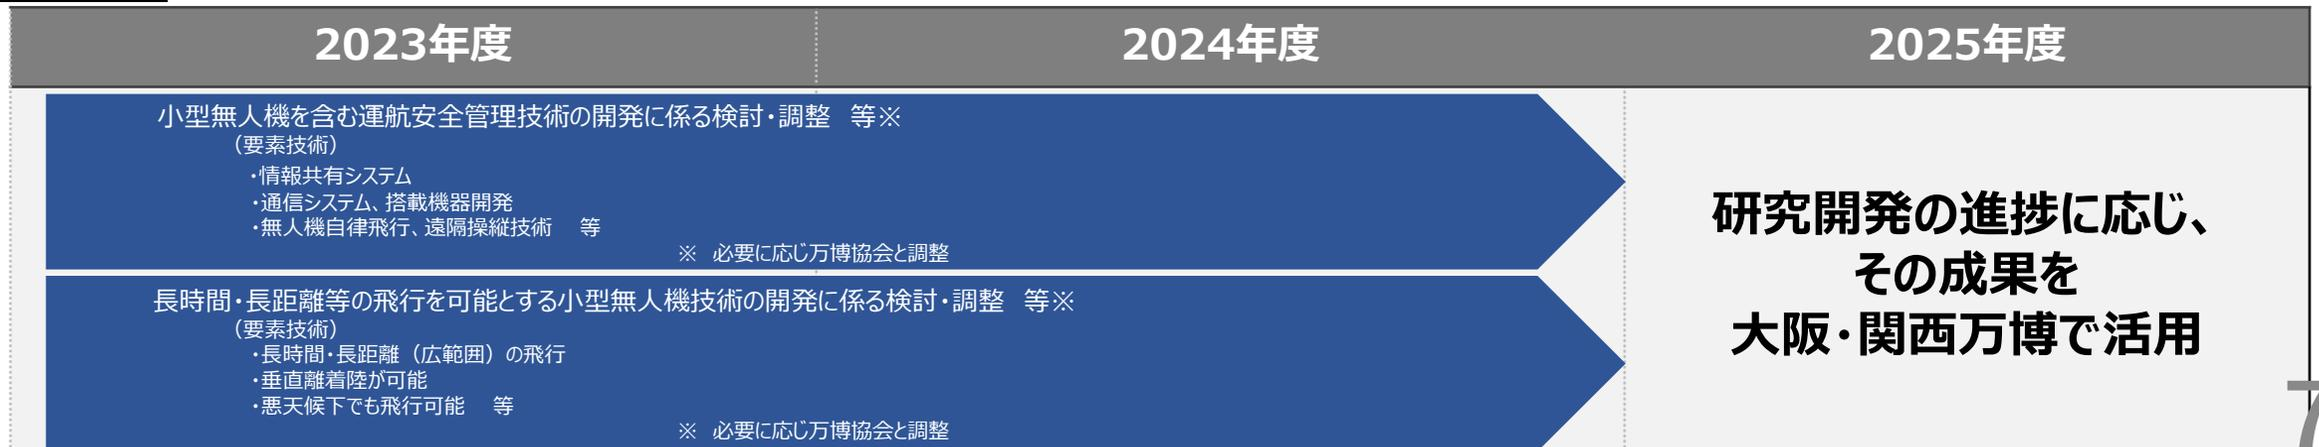 2023年度 2024年度 2025年度
小型無人機を含む運航安全管理技術の開発に係る検討・調整 等※
（要素技術）
・情報共有システム
・通信システム、搭載機器開発
・無人機自律飛行、遠隔操縦技術 等
※ 必要に応じ万博協会と調整
長時間・長距離等の飛行を可能とする小型無人機技術の開発に係る検討・調整 等※
（要素技術）
・長時間・長距離（広範囲）の飛行
・垂直離着陸が可能
・悪天候下でも飛行可能 等
※ 必要に応じ万博協会と調整
研究開発の進捗に応じ、
その成果を
大阪・関西万博で活用